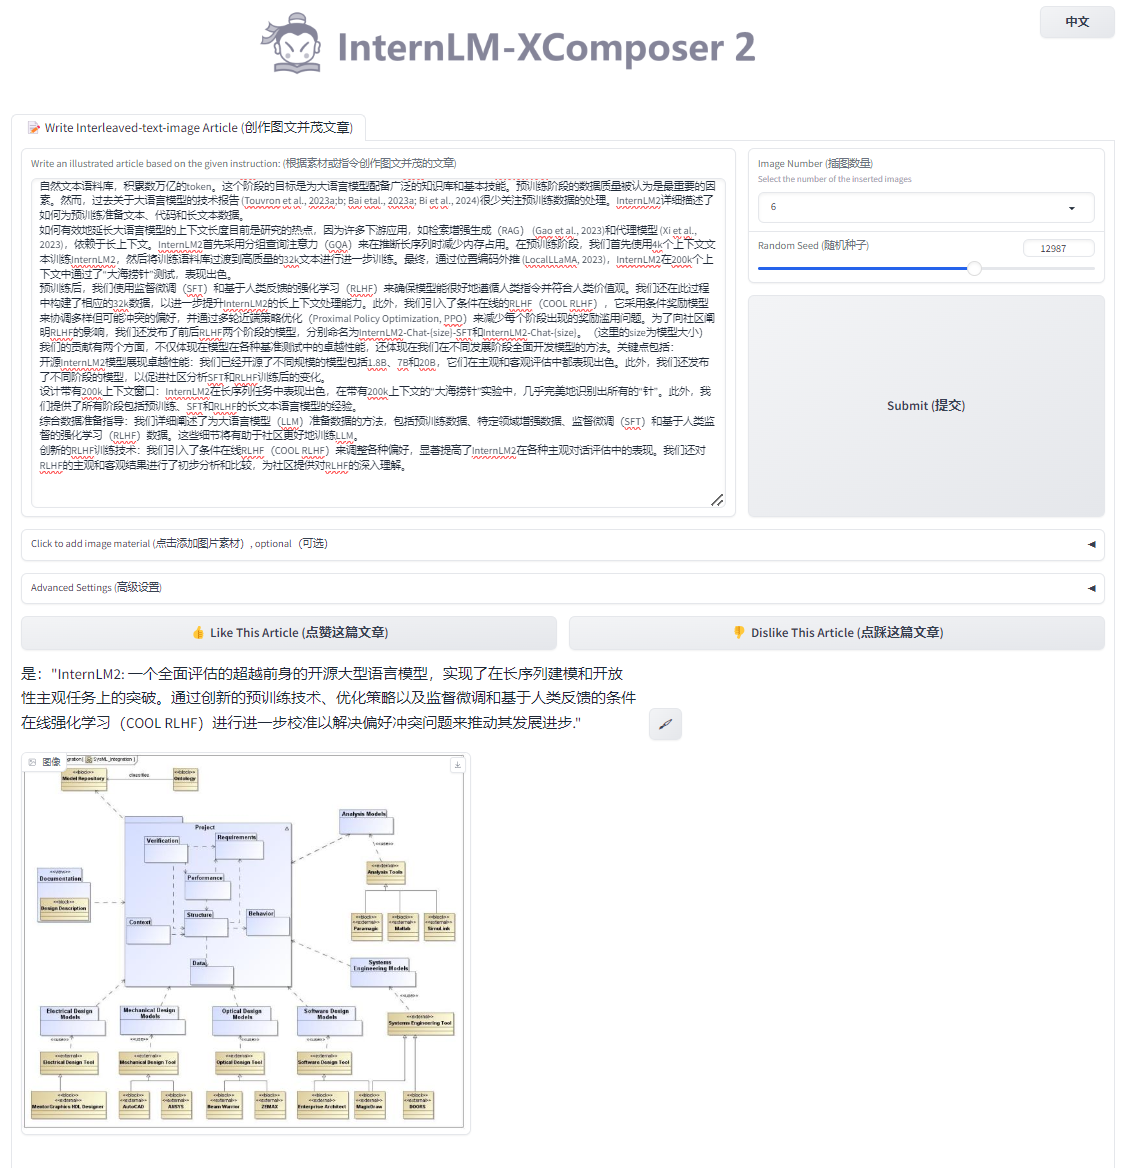 InternLM-XComposer 2
中文
Write Interleaved-text-image Article (创作图文并茂文章)
Write an illustrated article based on the given instruction: (根据素材或指令创作图文并茂的文章)
自然文本语料库，积累数万亿的token。这个阶段的目标是为大语言模型配备广泛的知识库和基本技能。预训练阶段的数据质量被认为是最重要的因
素。然而，过去关于大语言模型的技术报告 (Touvron et al., 2023a;b; Bai etal., 2023a; Bi et al., 2024)很少关注预训练数据的处理。InternLM2详细描述了
如何为预训练准备文本、代码和长文本数据。
如何有效地延长大语言模型的上下文长度目前是研究的热点，因为许多下游应用，如检索增强生成（RAG） (Gao et al., 2023)和代理模型 (Xi et al.,
2023)，依赖于长上下文。InternLM2首先采用分组查询注意力（GQA）来在推断长序列时减少内存占用。在预训练阶段，我们首先使用4k个上下文文
本训练InternLM2，然后将训练语料库过渡到高质量的32k文本进行进一步训练。最终，通过位置编码外推 (LocalLLaMA, 2023)，InternLM2在200k个上
下文中通过了“大海捞针”测试，表现出色。
预训练后，我们使用监督微调（SFT）和基于人类反馈的强化学习（RLHF）来确保模型能很好地遵循人类指令并符合人类价值观。我们还在此过程
中构建了相应的32k数据，以进一步提升InternLM2的长上下文处理能力。此外，我们引入了条件在线的RLHF（COOL RLHF），它采用条件奖励模型
来协调多样但可能冲突的偏好，并通过多轮近端策略优化（Proximal Policy Optimization, PPO）来减少每个阶段出现的奖励滥用问题。为了向社区阐
明RLHF的影响，我们还发布了前后RLHF两个阶段的模型，分别命名为InternLM2-Chat-{size}-SFT和InternLM2-Chat-{size}。（这里的size为模型大小）
我们的贡献有两个方面，不仅体现在模型在各种基准测试中的卓越性能，还体现在我们在不同发展阶段全面开发模型的方法。关键点包括：
开源InternLM2模型展现卓越性能：我们已经开源了不同规模的模型包括1.8B、7B和20B，它们在主观和客观评估中都表现出色。此外，我们还发布
了不同阶段的模型，以促进社区分析SFT和RLHF训练后的变化。
设计带有200k上下文窗口：InternLM2在长序列任务中表现出色，在带有200k上下文的“大海捞针”实验中，几乎完美地识别出所有的“针”。此外，我
们提供了所有阶段包括预训练、SFT和RLHF的长文本语言模型的经验。
综合数据准备指导：我们详细阐述了为大语言模型（LLM）准备数据的方法，包括预训练数据、特定领域增强数据、监督微调（SFT）和基于人类监
督的强化学习（RLHF）数据。这些细节将有助于社区更好地训练LLM。
创新的RLHF训练技术：我们引入了条件在线RLHF（COOL RLHF）来调整各种偏好，显著提高了InternLM2在各种主观对话评估中的表现。我们还对
RLHF的主观和客观结果进行了初步分析和比较，为社区提供对RLHF的深入理解。
Image Number (插图数量)
Select the number of the inserted images
6
Random Seed (随机种子)
12987
Submit (提交)
Click to add image material (点击添加图片素材）, optional（可选）
Advanced Settings (高级设置)
Like This Article (点赞这篇文章)
Dislike This Article (点踩这篇文章)
是："InternLM2: 一个全面评估的超越前身的开源大型语言模型，实现了在长序列建模和开放
性主观任务上的突破。通过创新的预训练技术、优化策略以及监督微调和基于人类反馈的条件
在线强化学习（COOL RLHF）进行进一步校准以解决偏好冲突问题来推动其发展进步."
图像
gration[ SysML_Integration ]
<<block>>
Model Repository
classifies
<<block>>
Ontology
Project
Verification
Requirements
Performance
Structure
Behavior
Context
Data
Analysis Models
<<use>>
<<external>>
Analysis Tools
<<block>>
<<external>>
Paramagic
<<block>>
<<external>>
Matlab
<<block>>
<<external>>
SimuLink
<<view>>
Documentation
<<block>>
Design Description
Systems
Engineering Models
<<use>>
<<external>>
Systems Engineering Tool
Electrical Design
Models
Mechanical Design
Models
Optical Design
Models
Software Design
Models
<<use>>
<<use>>
<<use>>
<<use>>
<<external>>
Electrical Design Tool
<<external>>
Mechanical Design Tool
<<external>>
Optical Design Tool
<<external>>
Software Design Tool
<<block>>
<<external>>
Mentor Graphics HDL Designer
<<block>>
<<external>>
AutoCAD
<<block>>
<<external>>
ANSYS
<<block>>
<<external>>
Beam Warrior
<<block>>
<<external>>
ZEMAX
<<block>>
<<external>>
Enterprise Architect
<<block>>
<<external>>
MagicDraw
<<block>>
<<external>>
DOORS